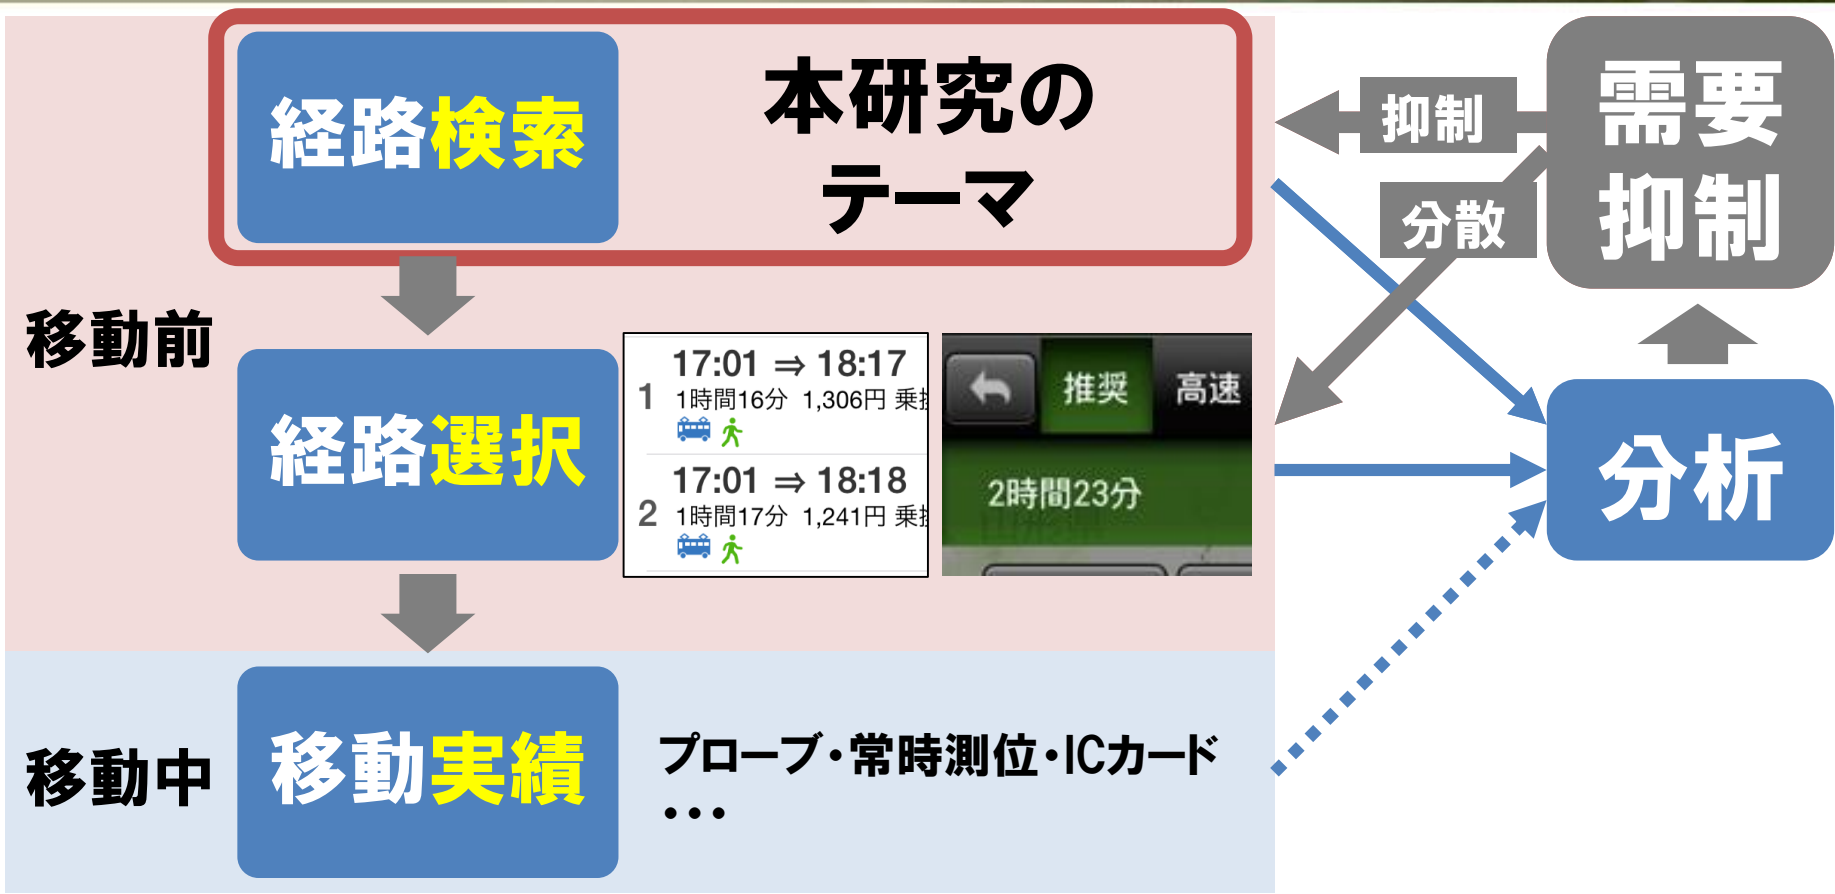 経路検索
本研究の
テーマ
抑制
分散
需要
抑制
移動前
経路選択
17:01 ⇒ 18:17
1 1時間16分 1,306円 乗
17:01 ⇒ 18:18
2 1時間17分 1,241円 乗
推奨 高速
2時間23分
分析
移動中
移動実績
プローブ・常時測位・ICカード
・・・